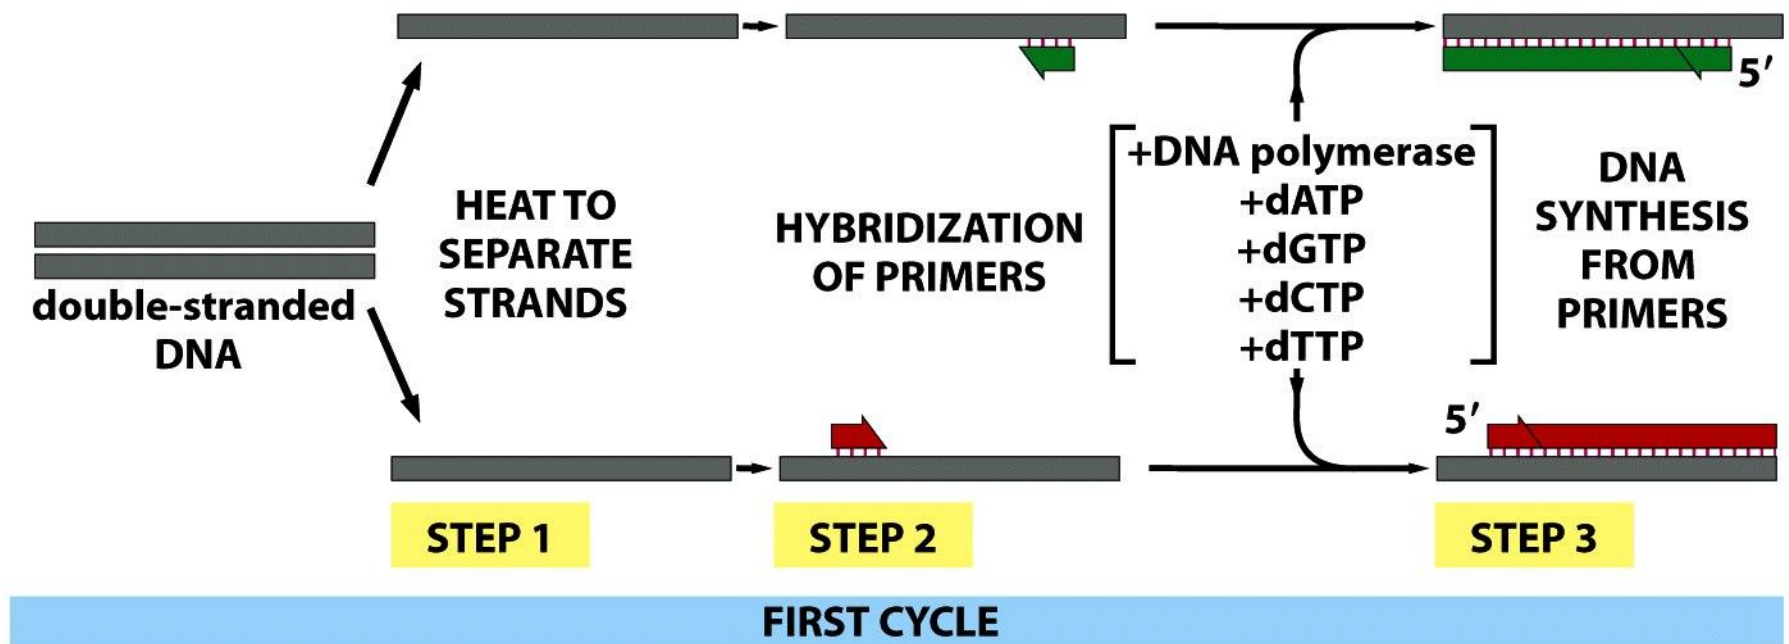 double-stranded
DNA
HEAT TO
SEPARATE
STRANDS
HYBRIDIZATION
OF PRIMERS
+DNA polymerase
+dATP
+dGTP
+dCTP
+dTTP
5′
DNA
SYNTHESIS
FROM
PRIMERS
5′
STEP 1
STEP 2
STEP 3
FIRST CYCLE